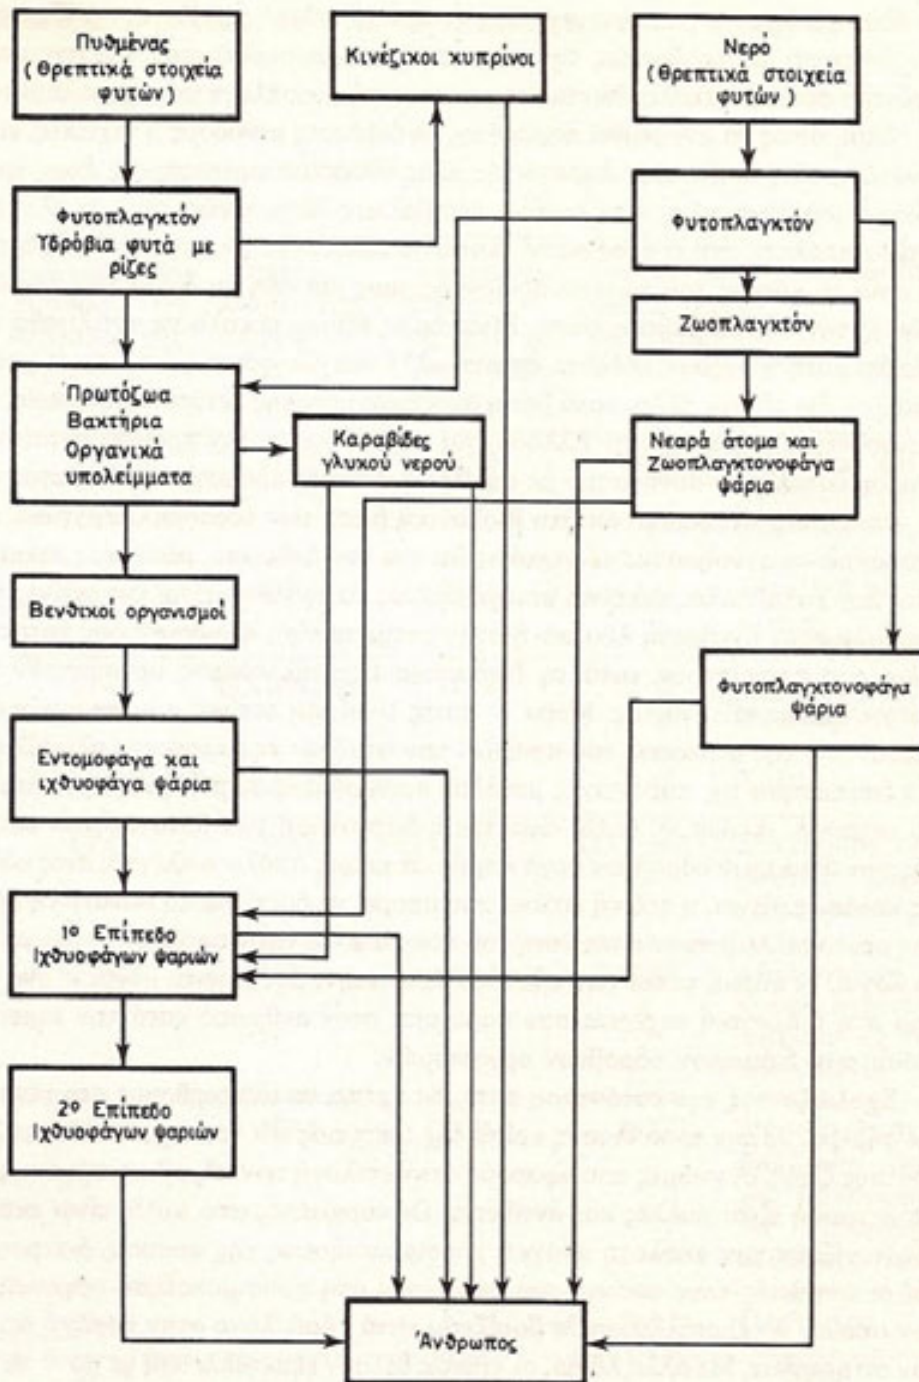 Πυθμένας
(Θρεπτικά στοιχεία
φυτών)
Κινέζικοι κυπρίνοι
Νερό
(Θρεπτικά στοιχεία
φυτών)
Φυτοπλαγκτόν
Υδρόβια φυτά με
ρίζες
Φυτοπλαγκτόν
Ζωοπλαγκτόν
Πρωτόζωα
Βακτήρια
Οργανικά
υπολείμματα
Καραβίδες
γλυκού νερού
Νεαρά άτομα και
Ζωοπλαγκτονοφάγα
ψάρια
Βενθικοί οργανισμοί
Φυτοπλαγκτονοφάγα
ψάρια
Εντομοφάγα και
ιχθυοφάγα ψάρια
1º Επίπεδο
Ιχθυοφάγων ψαριών
2º Επίπεδο
Ιχθυοφάγων ψαριών
Άνθρωπος